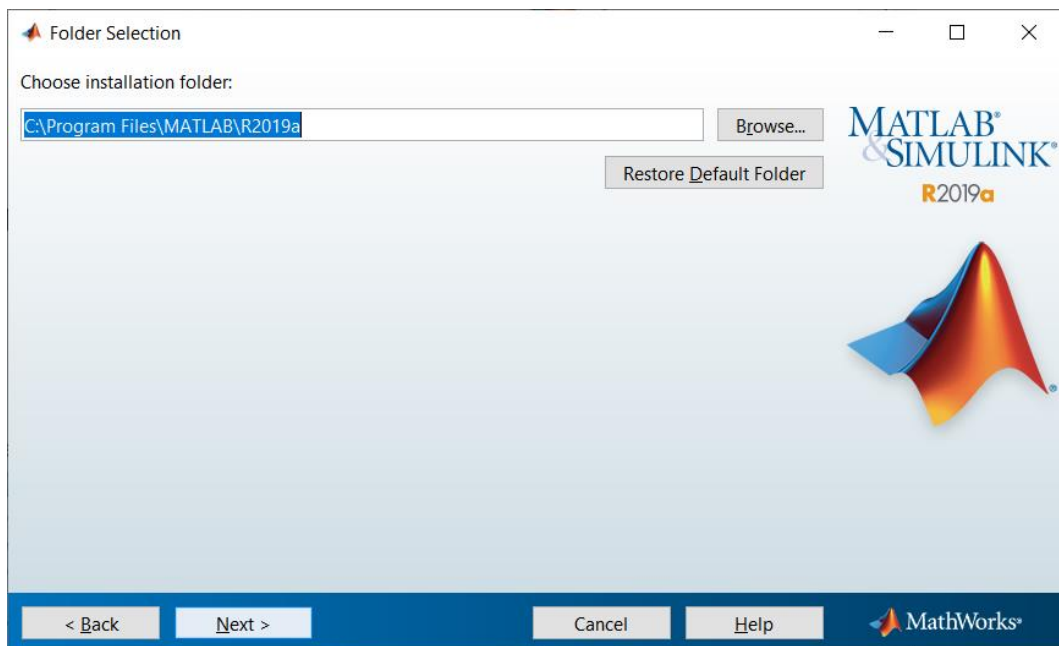 Folder Selection
Choose installation folder:
C:\Program Files\MATLAB\R2019a
Browse...
Restore Default Folder
MATLAB®
&SIMULINK®
R2019a
®
< Back
Next >
Cancel
Help
MathWorks®